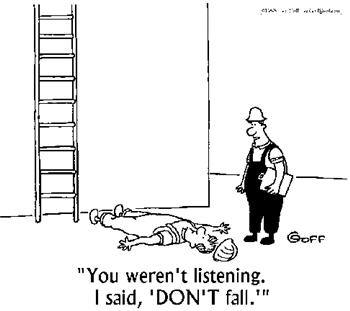 GOFF
"You weren't listening.
I said, 'DON'T fall.'"